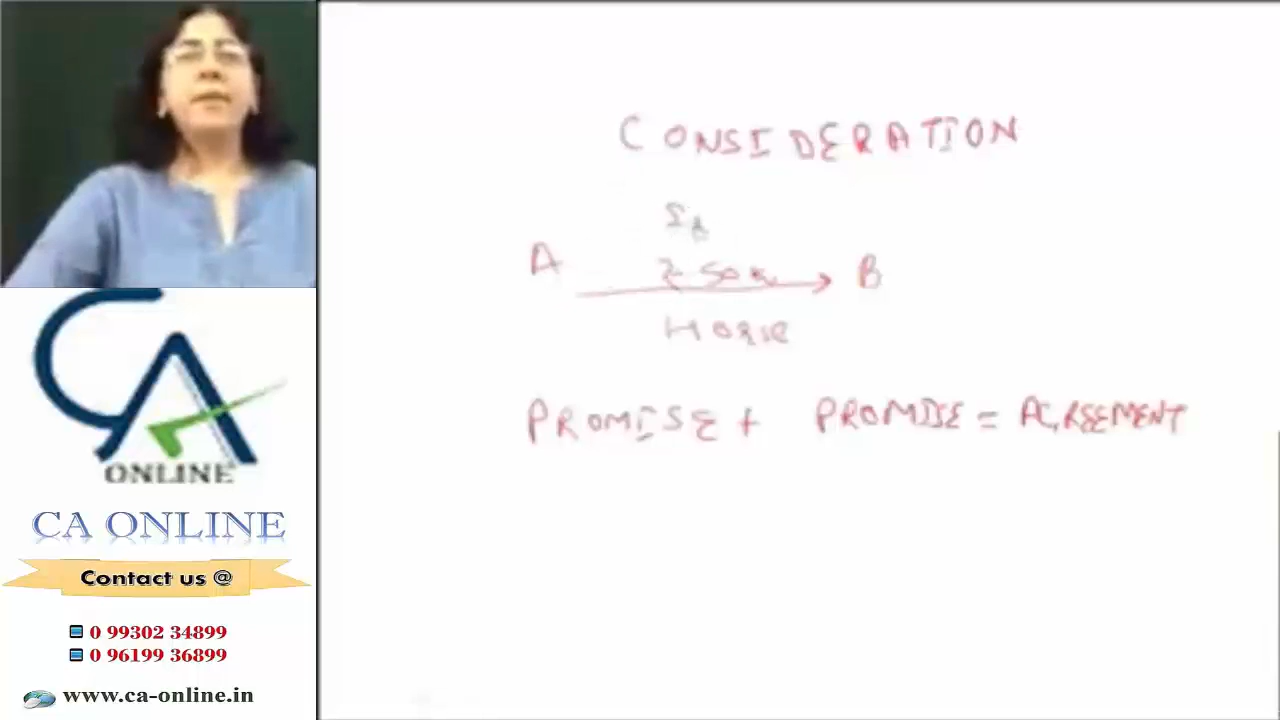 CONSIDERATION
A
B
Horse
PROMISE + PROMISE = AGREEMENT
CA
ONLINE
CA ONLINE
Contact us @
0 99302 34899
0 96199 36899
www.ca-online.in